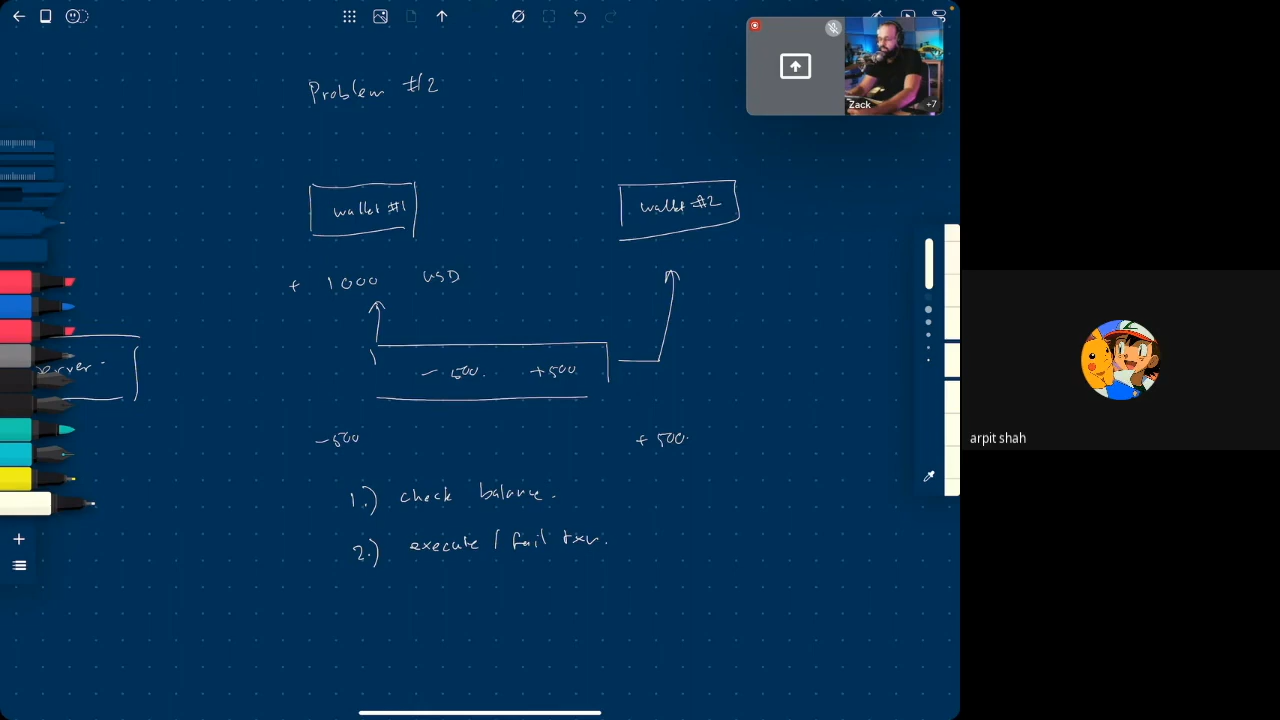 Problem #2
Zack
+7
wallet #1
wallet #2
+ 1000 USD
server
- 500. +500
-500
+ 500.
1.) check balance.
2.) execute / fail txn.
arpit shah